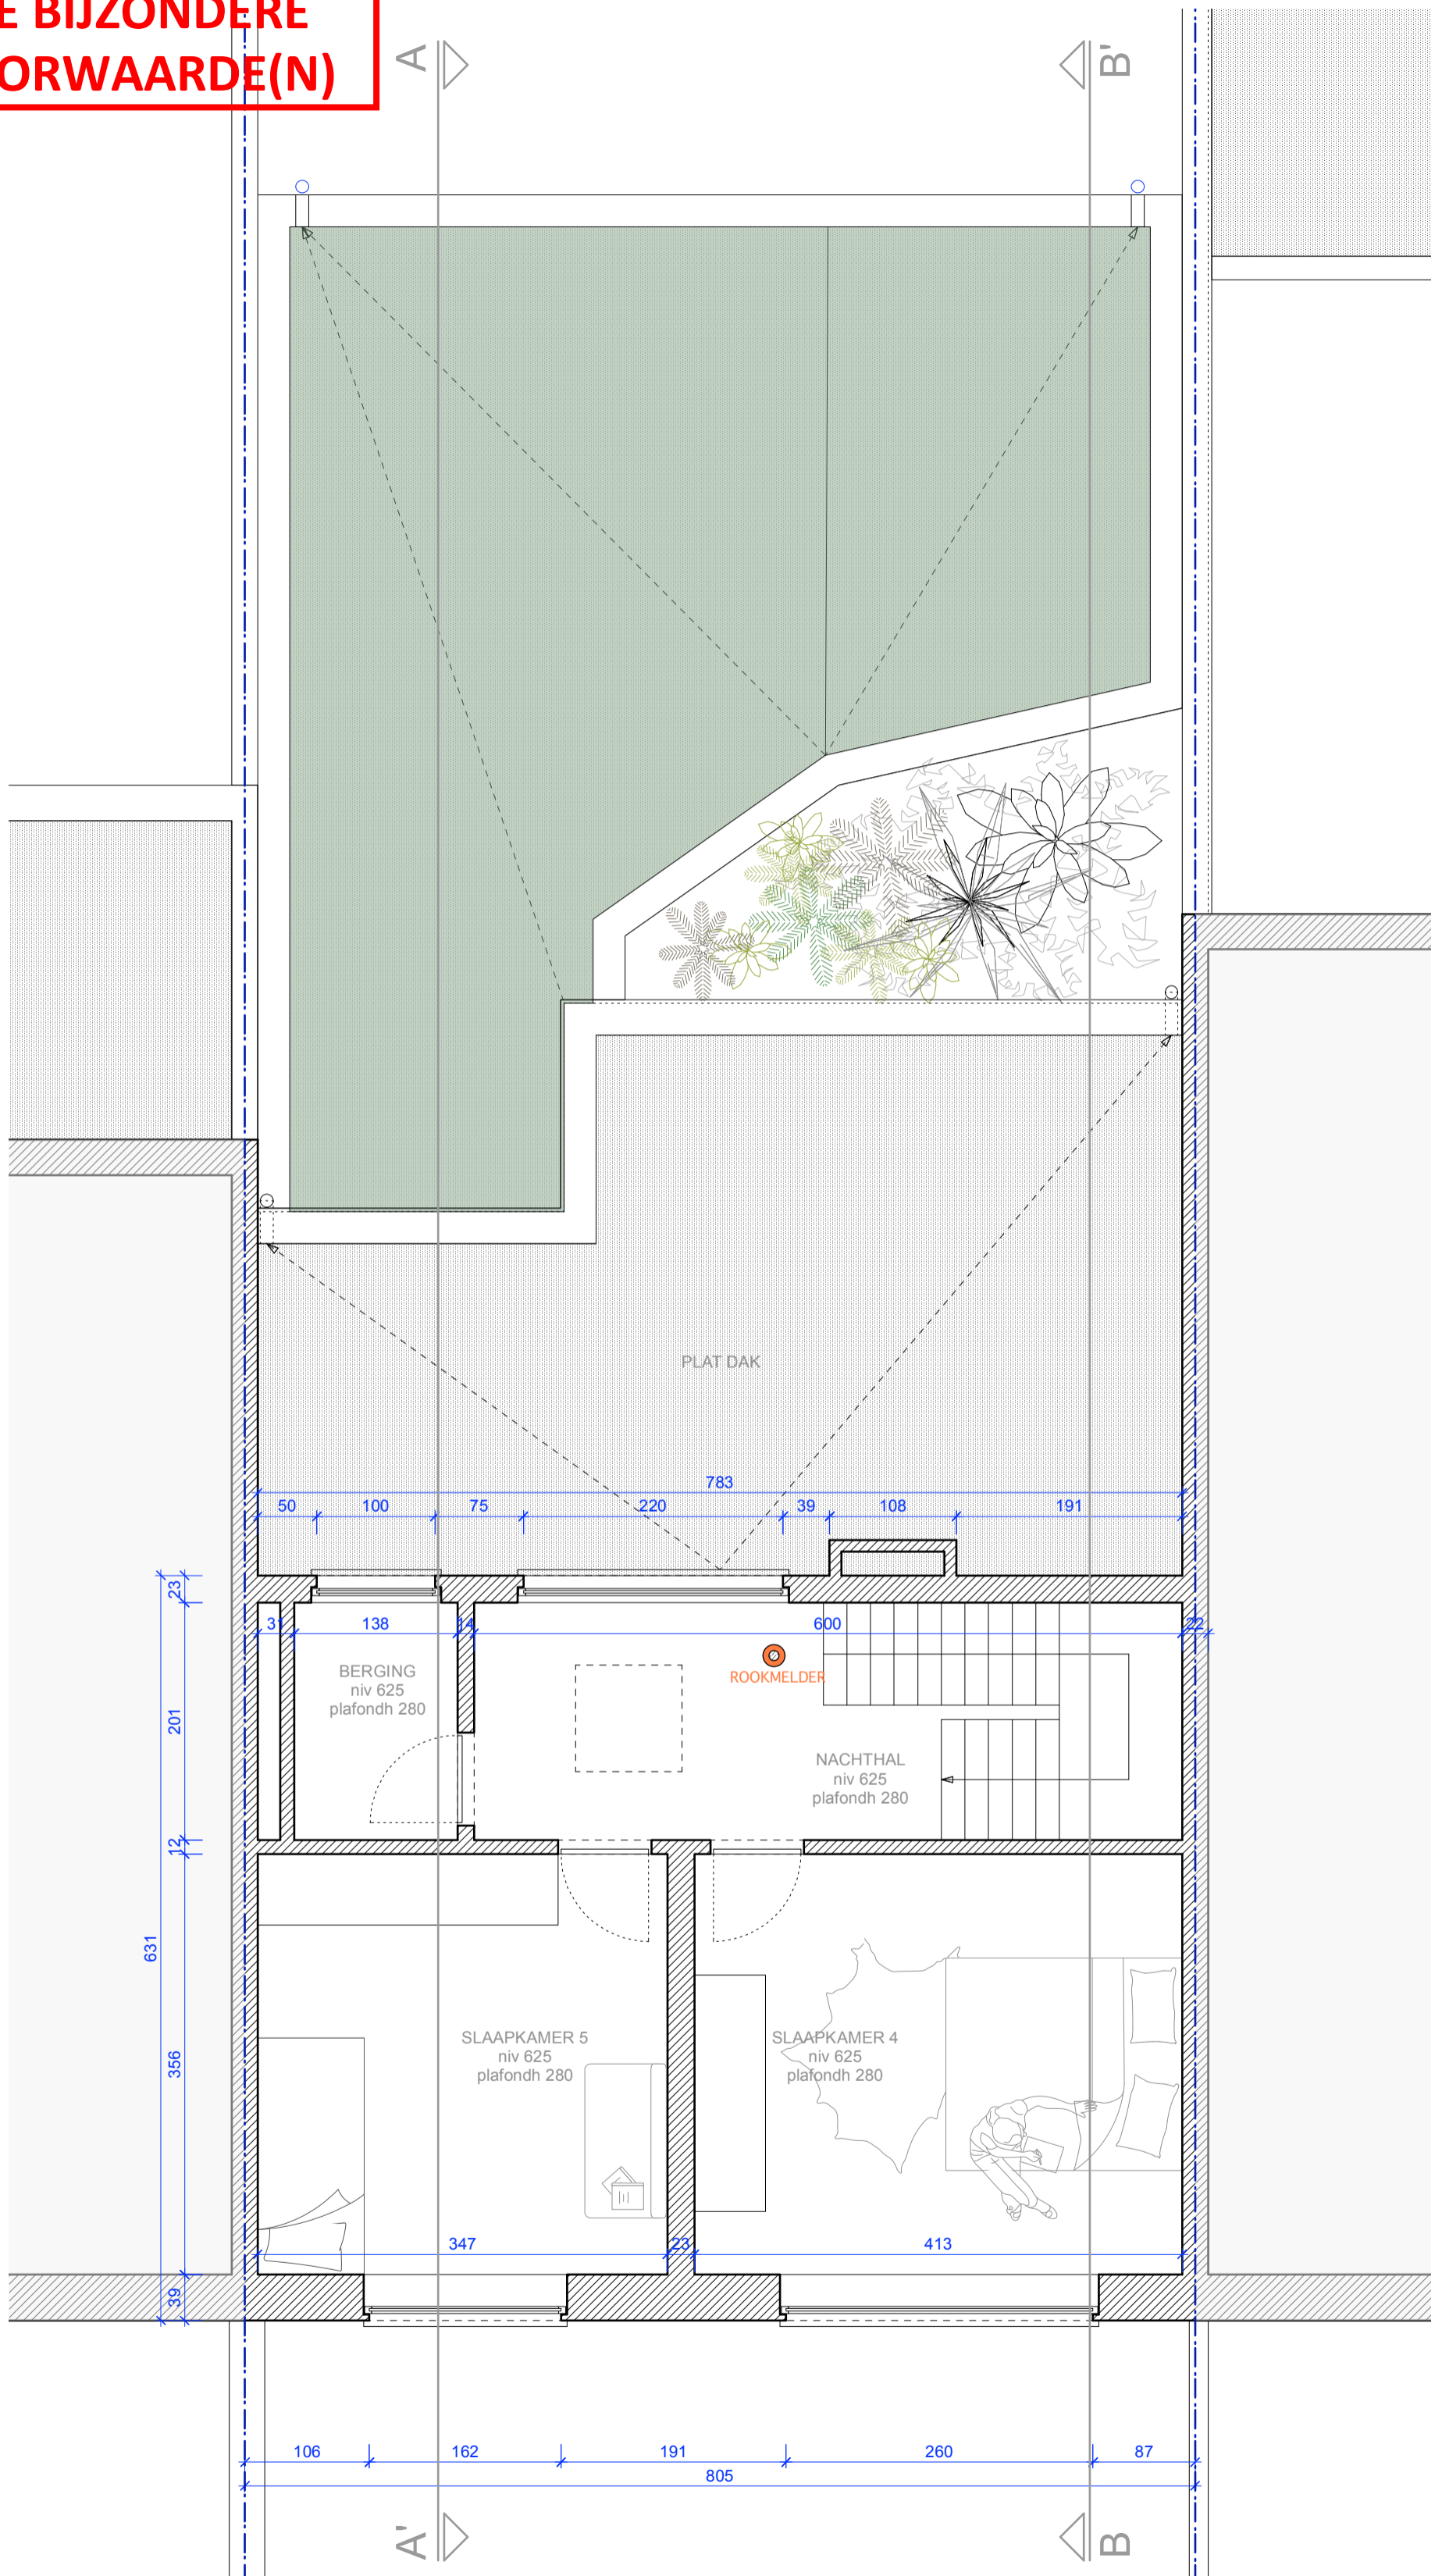 E BIJZONDERE
ORWAARDE(N)
A
B'
PLAT DAK
783
50 100 75 220 39 108 191
23
31 138 14 600 22
ROOKMELDER
BERGING
niv 625
plafondh 280
201
NACHTHAL
niv 625
plafondh 280
12
631
356
SLAAPKAMER 5
niv 625
plafondh 280
SLAAPKAMER 4
niv 625
plafondh 280
347 23 413
39
106 162 191 260 87
805
A'
B